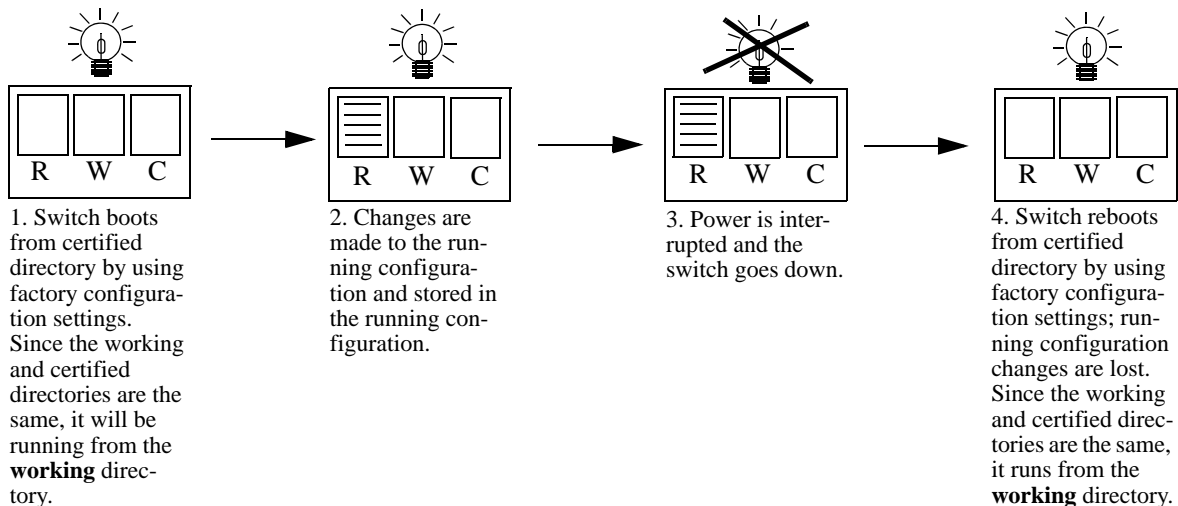 R W C
1. Switch boots
from certified
directory by using
factory configura-
tion settings.
Since the working
and certified
directories are the
same, it will be
running from the
working direc-
tory.
R W C
2. Changes are
made to the run-
ning configura-
tion and stored in
the running con-
figuration.
R W C
3. Power is inter-
rupted and the
switch goes down.
R W C
4. Switch reboots
from certified
directory by using
factory configura-
tion settings; run-
ning configuration
changes are lost.
Since the working
and certified direc-
tories are the same,
it runs from the
working directory.